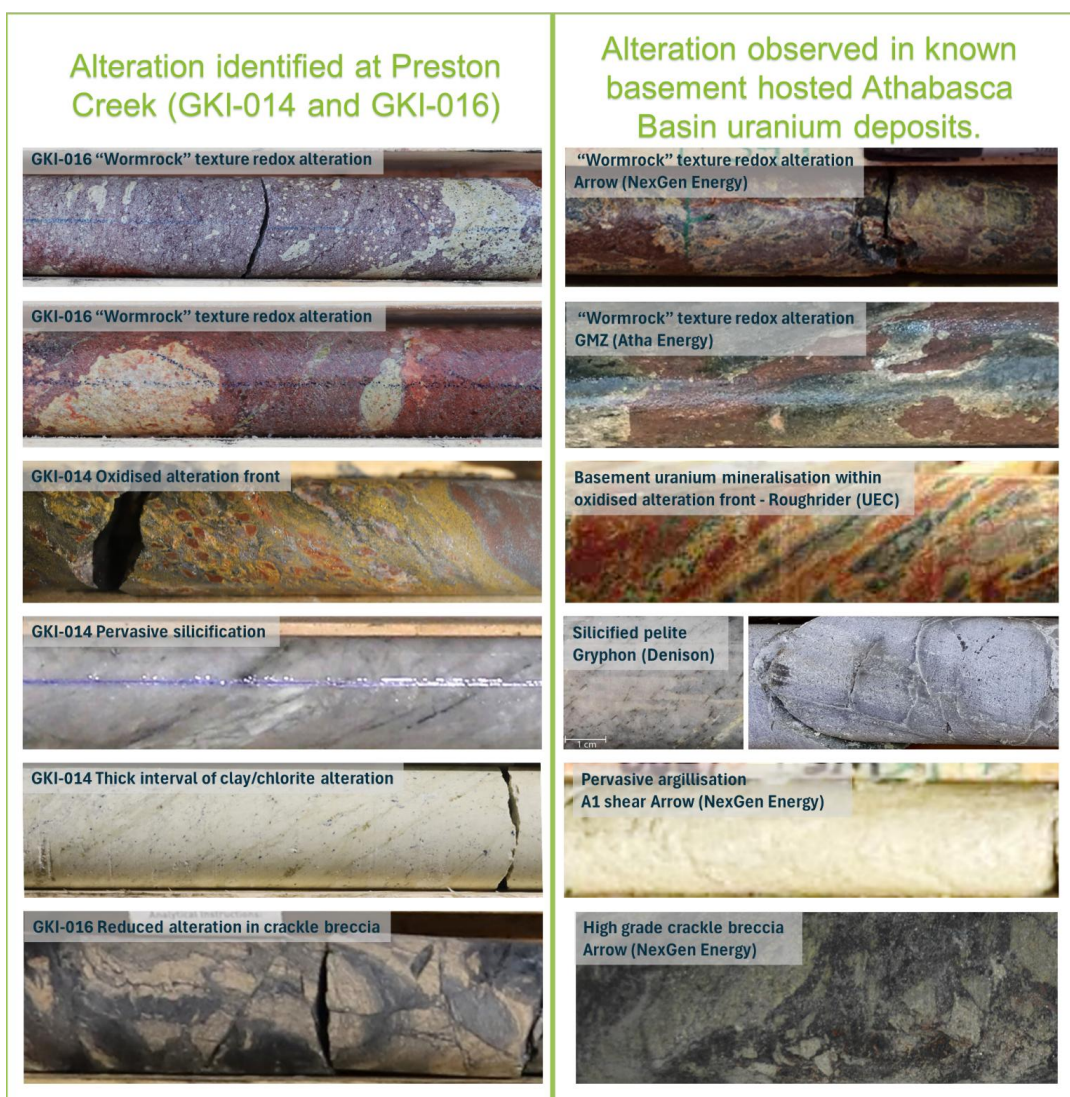 Alteration identified at Preston
Creek (GKI-014 and GKI-016)
GKI-016 “Wormrock” texture redox alteration
GKI-016 “Wormrock” texture redox alteration
GKI-014 Oxidised alteration front
GKI-014 Pervasive silicification
GKI-014 Thick interval of clay/chlorite alteration
Analytical Instruments
GKI-016 Reduced alteration in crackle breccia
Alteration observed in known
basement hosted Athabasca
Basin uranium deposits.
“Wormrock” texture redox alteration
Arrow (NexGen Energy)
“Wormrock” texture redox alteration
GMZ (Atha Energy)
Basement uranium mineralisation within
oxidised alteration front - Roughrider (UEC)
Silicified pelite
Gryphon (Denison)
1 cm
Pervasive argillisation
A1 shear Arrow (NexGen Energy)
High grade crackle breccia
Arrow (NexGen Energy)